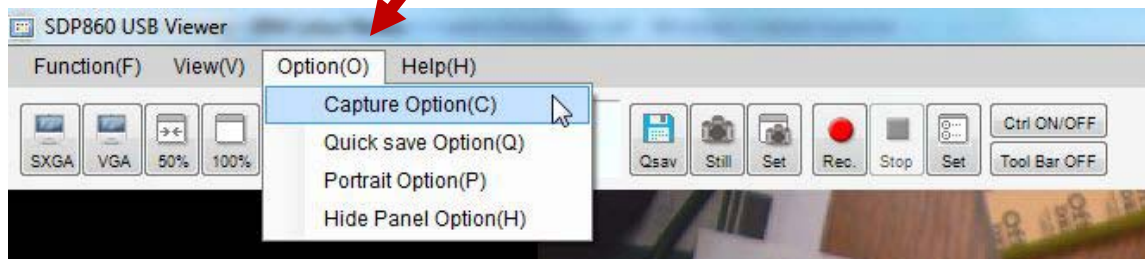 SDP860 USB Viewer
Function(F) View(V) Option(O) Help(H)
Capture Option(C)
Quick save Option(Q)
Portrait Option(P)
Hide Panel Option(H)
SXGA VGA 50% 100% Qsav Still Set Rec. Stop Set Ctrl ON/OFF
Tool Bar OFF